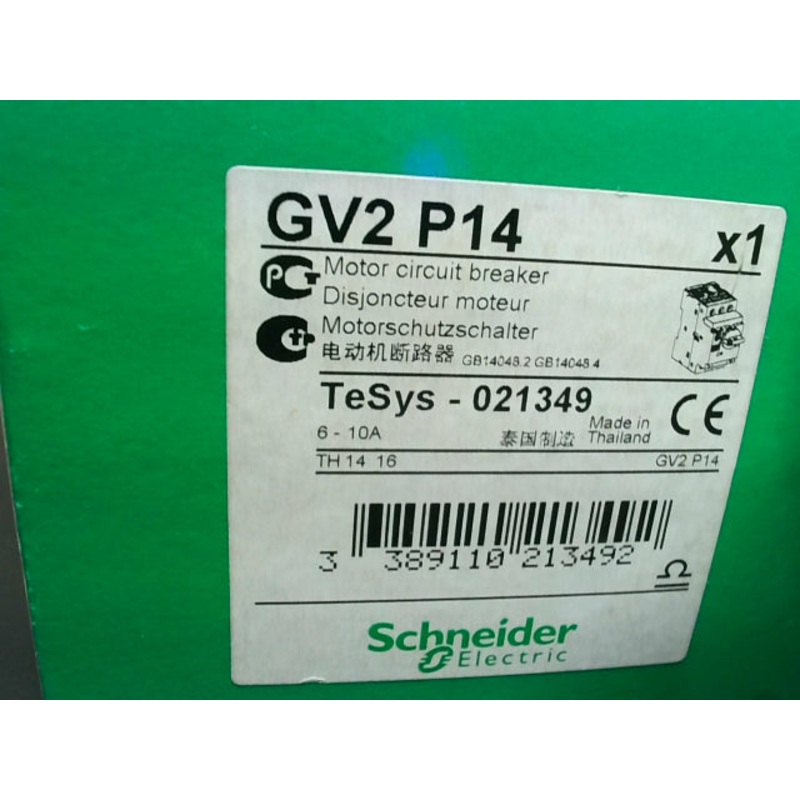 GV2 P14 x1
Motor circuit breaker
Disjoncteur moteur
Motorschutzschalter
电动机断路器 GB14048.2 GB14048.4
TeSys - 021349
6 - 10A
泰国制造 Made in Thailand
CE
TH 14 16 GV2 P14
3 389110 213492
Schneider
Electric